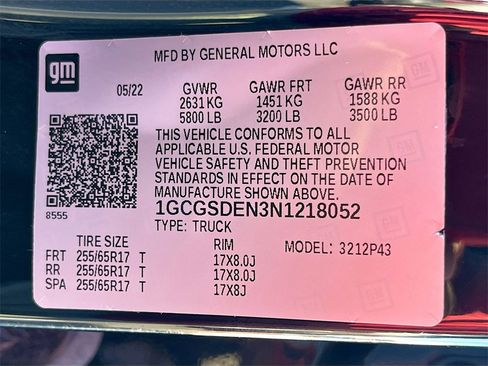 gm
MFD BY GENERAL MOTORS LLC
05/22 GVWR GAWR FRT GAWR RR
2631 KG 1451 KG 1588 KG
5800 LB 3200 LB 3500 LB
THIS VEHICLE CONFORMS TO ALL
APPLICABLE U.S. FEDERAL MOTOR
VEHICLE SAFETY AND THEFT PREVENTION
STANDARDS IN EFFECT ON THE DATE OF
MANUFACTURE SHOWN ABOVE.
8555
1GCGSDEN3N1218052
TYPE: TRUCK
TIRE SIZE RIM MODEL: 3212P43
FRT 255/65R17 T 17X8.0J
RR 255/65R17 T 17X8.0J
SPA 255/65R17 T 17X8J